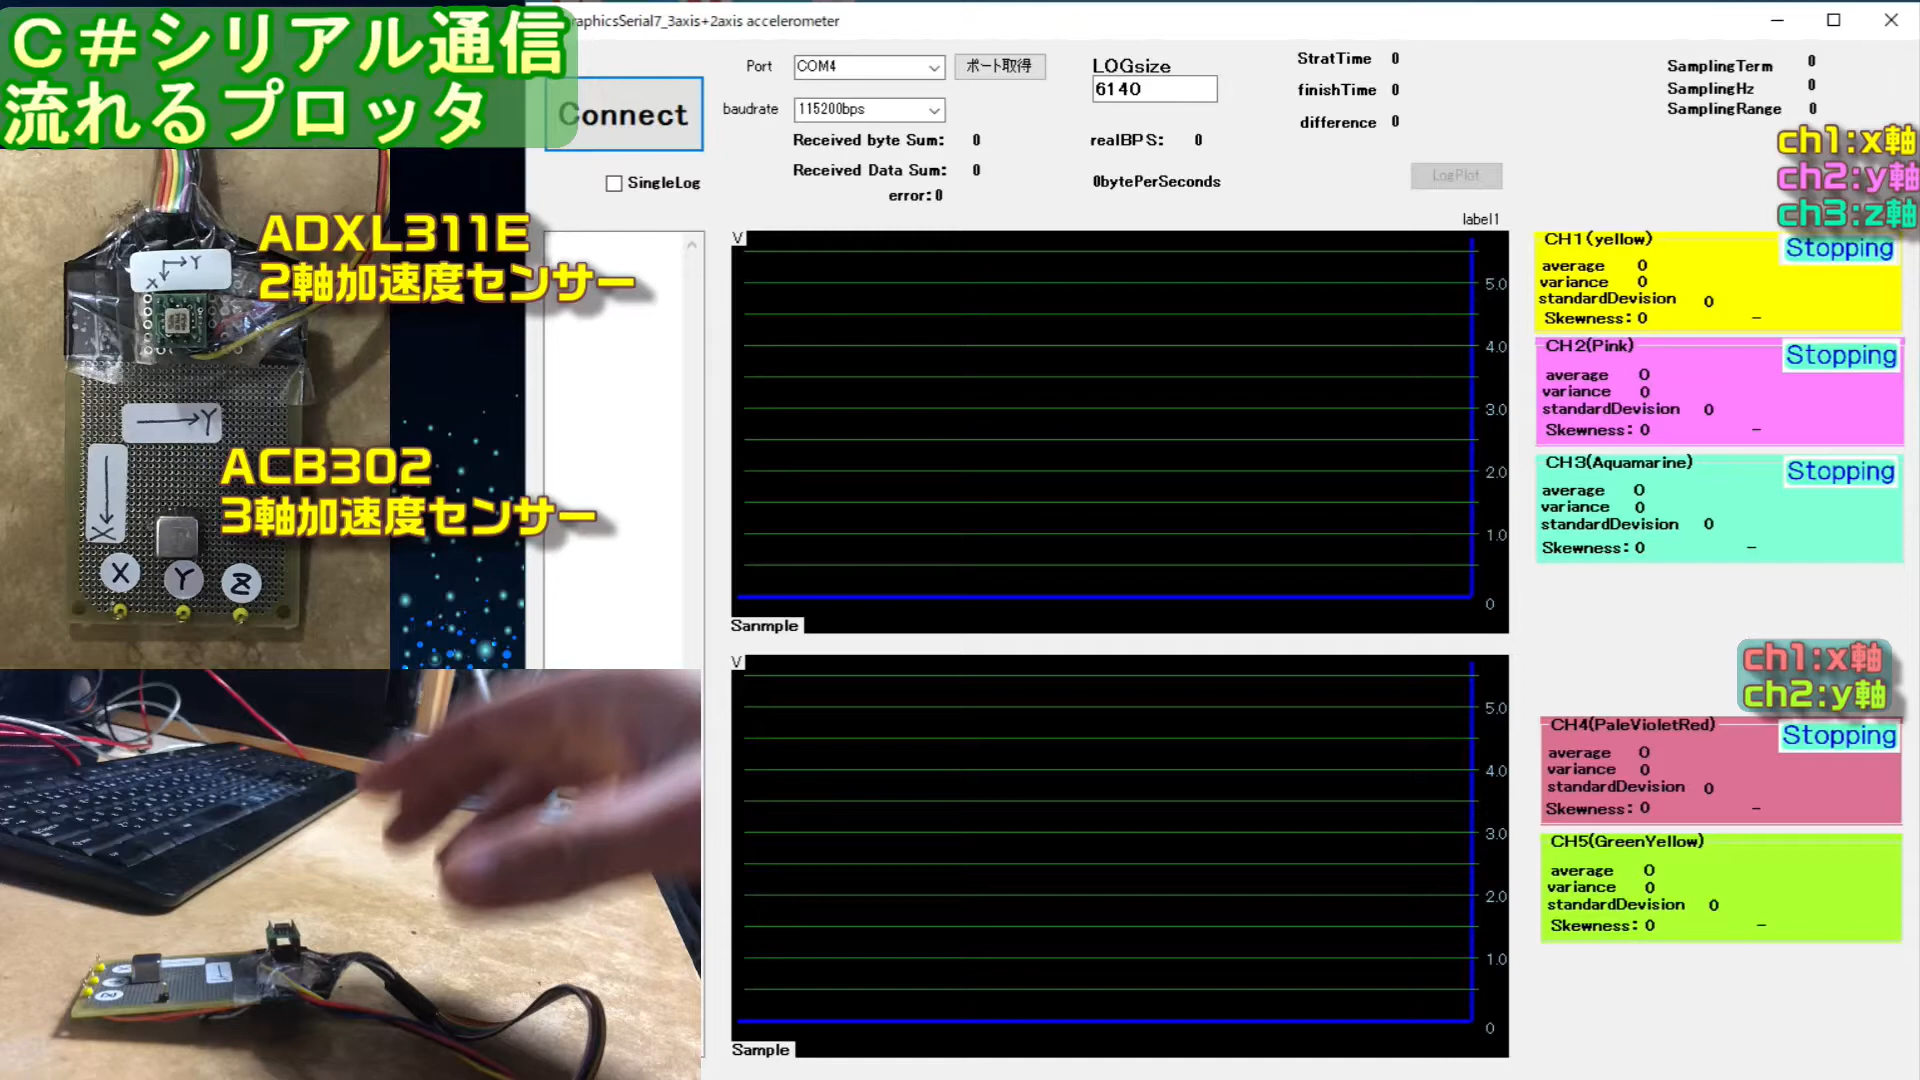 C#シリアル通信
流れるプロッタ
raphicsSerial7_3axis+2axis accelerometer
Connect
Port
COM4
ポート取得
baudrate
115200bps
Received byte Sum: 0
Received Data Sum: 0
error:0
SingleLog
LOGsize
6140
realBPS: 0
0bytePerSeconds
StratTime 0
finishTime 0
difference 0
LogPlot
label1
SamplingTerm 0
SamplingHz 0
SamplingRange 0
ch1:x軸
ch2:y軸
ch3:z軸
ADXL311E
2軸加速度センサー
ACB302
3軸加速度センサー
Y
X
Y
X
X
Y
Z
V
5.0
4.0
3.0
2.0
1.0
0
Sanmple
V
5.0
4.0
3.0
2.0
1.0
0
Sample
CH1(yellow)
Stopping
average 0
variance 0
standardDevision 0
Skewness:0 -
CH2(Pink)
Stopping
average 0
variance 0
standardDevision 0
Skewness:0 -
CH3(Aquamarine)
Stopping
average 0
variance 0
standardDevision 0
Skewness:0 -
ch1:x軸
ch2:y軸
CH4(PaleVioletRed)
Stopping
average 0
variance 0
standardDevision 0
Skewness:0 -
CH5(GreenYellow)
average 0
variance 0
standardDevision 0
Skewness:0 -